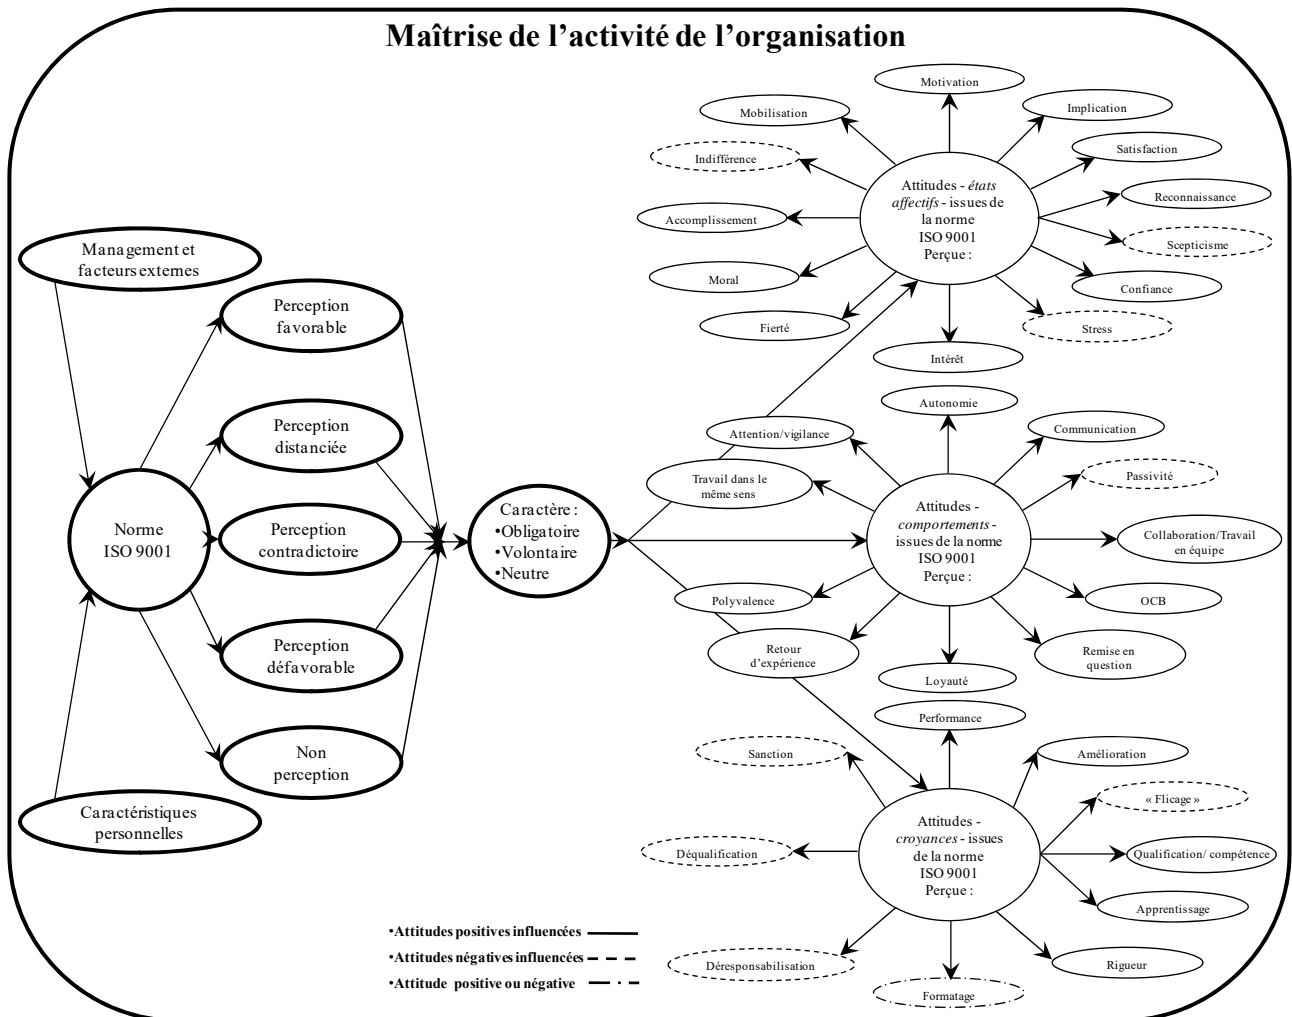 Maîtrise de l’activité de l’organisation
Management et
facteurs externes
Perception
favorable
Perception
distanciée
Norme
ISO 9001
Perception
contradictoire
Perception
défavorable
Non
perception
Caractéristiques
personnelles
Caractère :
•Obligatoire
•Volontaire
•Neutre
Motivation
Mobilisation
Implication
Indifférence
Satisfaction
Attitudes - états
affectifs - issues de
la norme
ISO 9001
Perçue :
Reconnaissance
Accomplissement
Scepticisme
Moral
Confiance
Fierté
Stress
Intérêt
Autonomie
Attention/vigilance
Communication
Travail dans le
même sens
Passivité
Attitudes -
comportements -
issues de la norme
ISO 9001
Perçue :
Collaboration/Travail
en équipe
Polyvalence
OCB
Retour
d’expérience
Remise en
question
Loyauté
Performance
Sanction
Amélioration
« Flicage »
Attitudes -
croyances - issues
de la norme
ISO 9001
Perçue :
Déqualification
Qualification/ compétence
Apprentissage
Déresponsabilisation
Rigueur
Formatage
•Attitudes positives influencées
•Attitudes négatives influencées
•Attitude positive ou négative